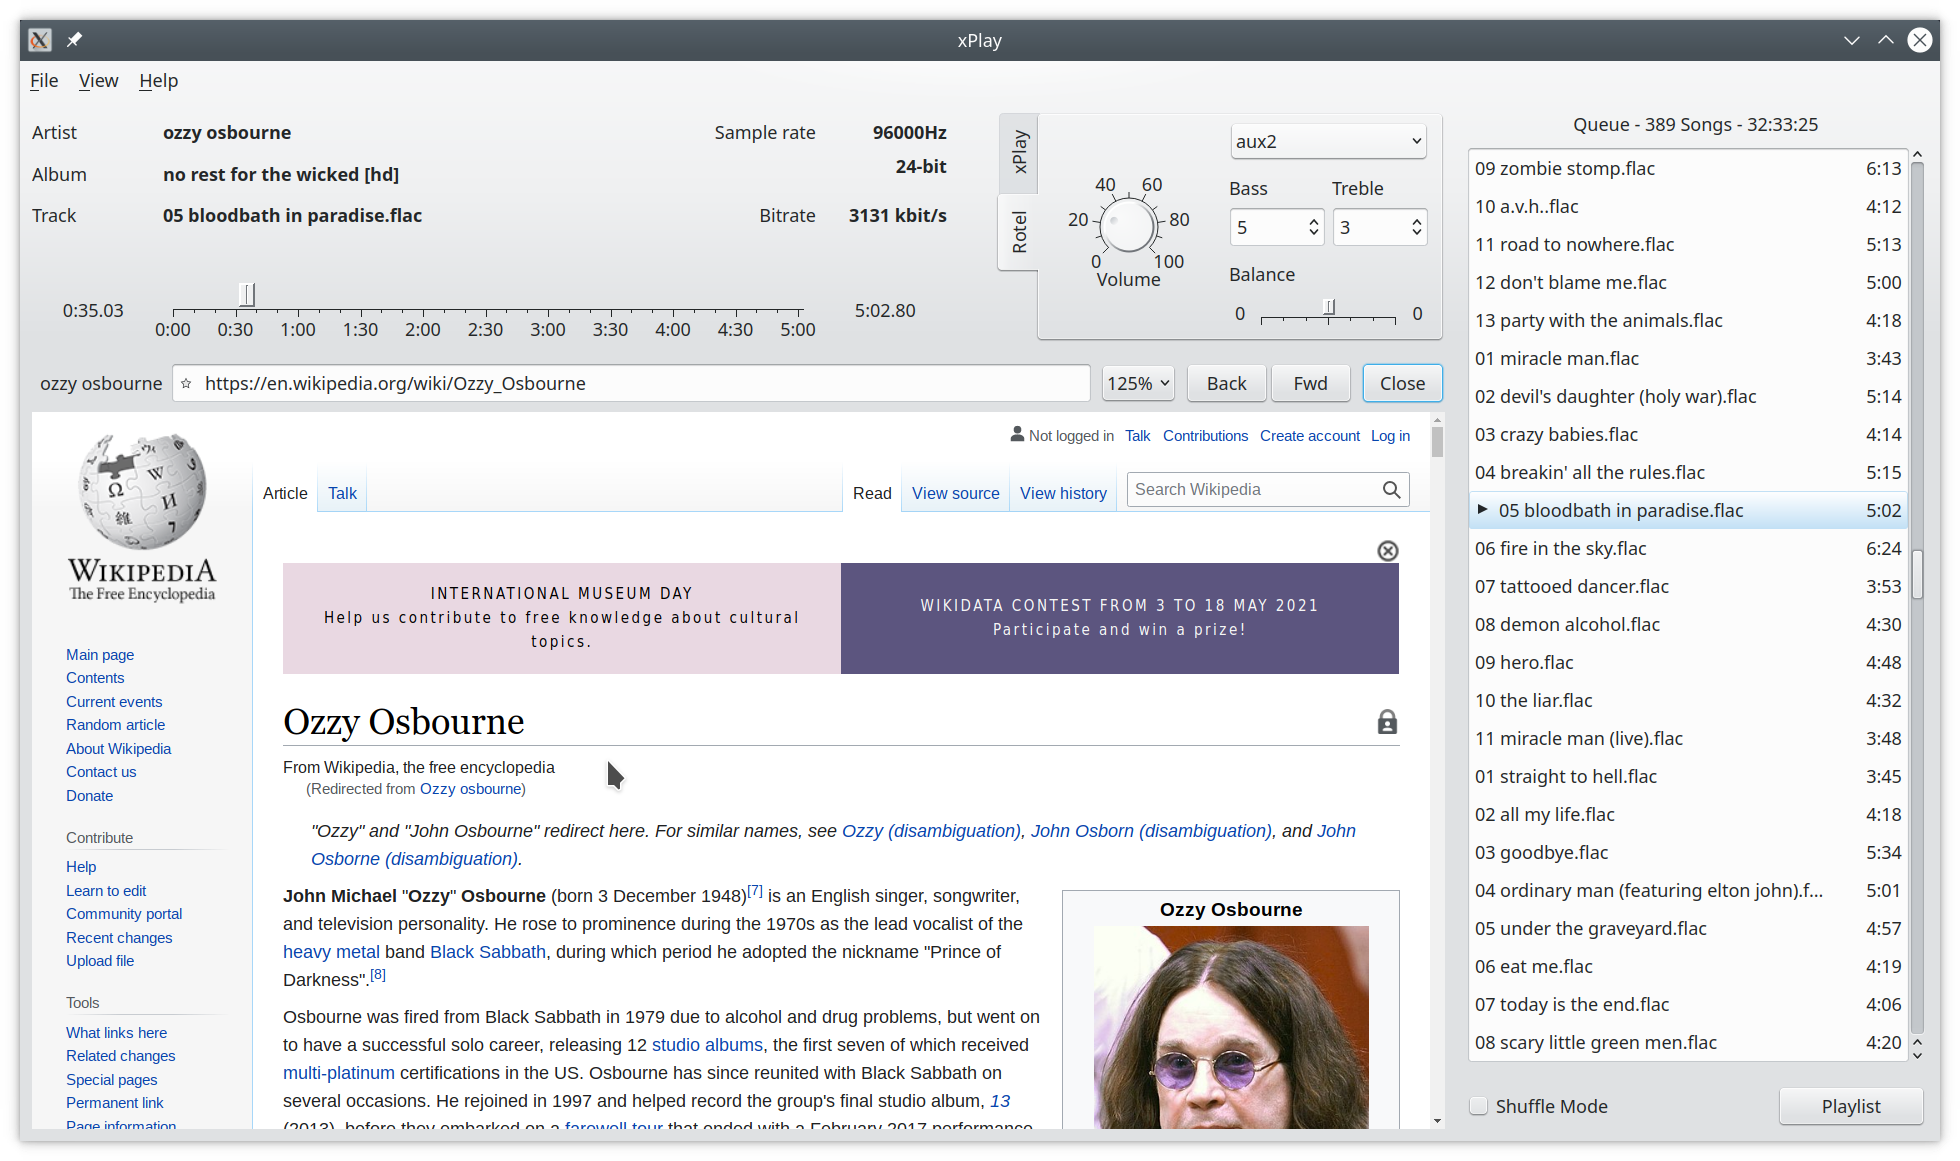 xPlay
File View Help
Artist ozzy osbourne
Album no rest for the wicked [hd]
Track 05 bloodbath in paradise.flac
Sample rate 96000Hz
24-bit
Bitrate 3131 kbit/s
0:35.03
0:00 0:30 1:00 1:30 2:00 2:30 3:00 3:30 4:00 4:30 5:00
5:02.80
xPlay
Rotel
0 20 40 60 80 100
Volume
aux2
Bass Treble
5 3
Balance
0 0
ozzy osbourne https://en.wikipedia.org/wiki/Ozzy_Osbourne 125% Back Fwd Close
WIKIPEDIA
The Free Encyclopedia
Main page
Contents
Current events
Random article
About Wikipedia
Contact us
Donate
Contribute
Help
Learn to edit
Community portal
Recent changes
Upload file
Tools
What links here
Related changes
Special pages
Permanent link
Page information
Not logged in Talk Contributions Create account Log in
Article Talk Read View source View history Search Wikipedia
INTERNATIONAL MUSEUM DAY
Help us contribute to free knowledge about cultural
topics.
WIKIDATA CONTEST FROM 3 TO 18 MAY 2021
Participate and win a prize!
Ozzy Osbourne
From Wikipedia, the free encyclopedia
(Redirected from Ozzy osbourne)
"Ozzy" and "John Osbourne" redirect here. For similar names, see Ozzy (disambiguation), John Osborn (disambiguation), and John
Osborne (disambiguation).
John Michael "Ozzy" Osbourne (born 3 December 1948)[7] is an English singer, songwriter,
and television personality. He rose to prominence during the 1970s as the lead vocalist of the
heavy metal band Black Sabbath, during which period he adopted the nickname "Prince of
Darkness".[8]
Osbourne was fired from Black Sabbath in 1979 due to alcohol and drug problems, but went on
to have a successful solo career, releasing 12 studio albums, the first seven of which received
multi-platinum certifications in the US. Osbourne has since reunited with Black Sabbath on
several occasions. He rejoined in 1997 and helped record the group's final studio album, 13
(2013), before they embarked on a farewell tour that ended with a February 2017 performance
Ozzy Osbourne
Queue - 389 Songs - 32:33:25
09 zombie stomp.flac 6:13
10 a.v.h..flac 4:12
11 road to nowhere.flac 5:13
12 don't blame me.flac 5:00
13 party with the animals.flac 4:18
01 miracle man.flac 3:43
02 devil's daughter (holy war).flac 5:14
03 crazy babies.flac 4:14
04 breakin' all the rules.flac 5:15
05 bloodbath in paradise.flac 5:02
06 fire in the sky.flac 6:24
07 tattooed dancer.flac 3:53
08 demon alcohol.flac 4:30
09 hero.flac 4:48
10 the liar.flac 4:32
11 miracle man (live).flac 3:48
01 straight to hell.flac 3:45
02 all my life.flac 4:18
03 goodbye.flac 5:34
04 ordinary man (featuring elton john).f... 5:01
05 under the graveyard.flac 4:57
06 eat me.flac 4:19
07 today is the end.flac 4:06
08 scary little green men.flac 4:20
Shuffle Mode Playlist